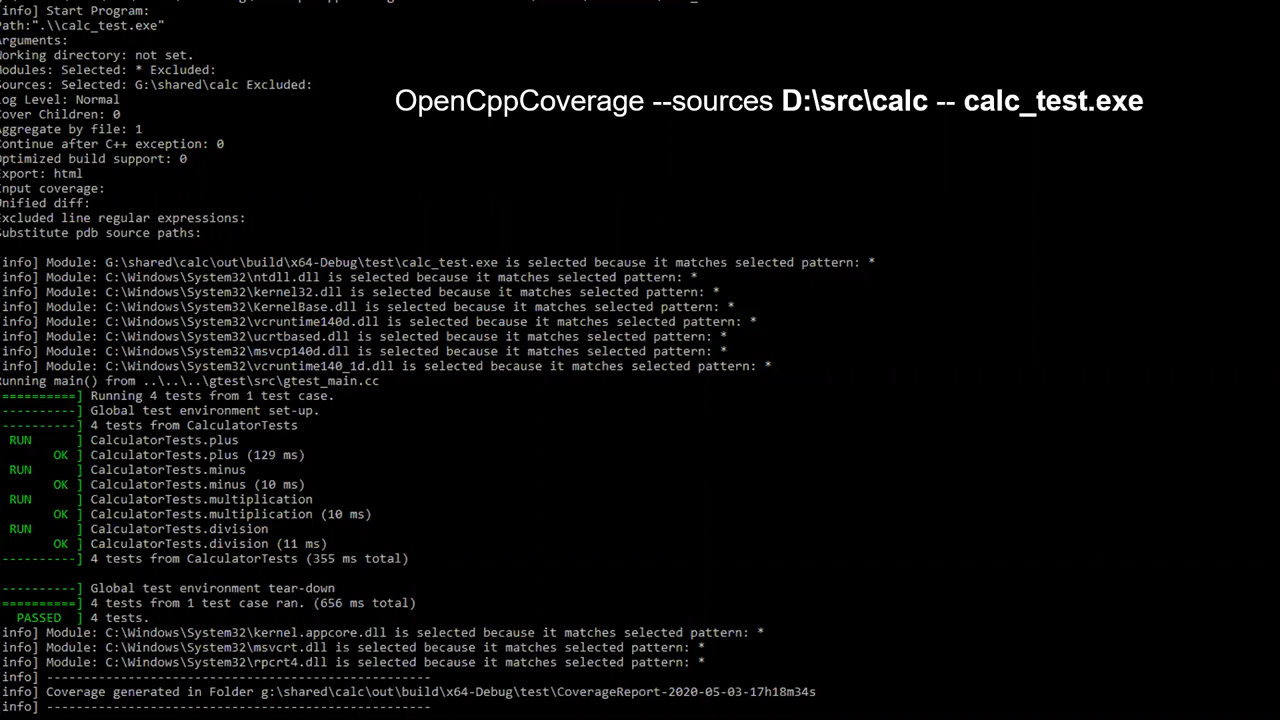 info] Start Program:
Path:".\\calc_test.exe"
Arguments:
Working directory: not set.
Modules: Selected: * Excluded:
Sources: Selected: G:\shared\calc Excluded:
Log Level: Normal
Cover Children: 0
Aggregate by file: 1
Continue after C++ exception: 0
Optimized build support: 0
Export: html
Input coverage:
Unified diff:
Excluded line regular expressions:
Substitute pdb source paths:
OpenCppCoverage --sources D:\src\calc -- calc_test.exe
info] Module: G:\shared\calc\out\build\x64-Debug\test\calc_test.exe is selected because it matches selected pattern: *
info] Module: C:\Windows\System32\ntdll.dll is selected because it matches selected pattern: *
info] Module: C:\Windows\System32\kernel32.dll is selected because it matches selected pattern: *
info] Module: C:\Windows\System32\KernelBase.dll is selected because it matches selected pattern: *
info] Module: C:\Windows\System32\vcruntime140d.dll is selected because it matches selected pattern: *
info] Module: C:\Windows\System32\ucrtbased.dll is selected because it matches selected pattern: *
info] Module: C:\Windows\System32\msvcp140d.dll is selected because it matches selected pattern: *
info] Module: C:\Windows\System32\vcruntime140_1d.dll is selected because it matches selected pattern: *
Running main() from ..\..\..\gtest\src\gtest_main.cc
==========] Running 4 tests from 1 test case.
----------] Global test environment set-up.
----------] 4 tests from CalculatorTests
RUN ] CalculatorTests.plus
OK ] CalculatorTests.plus (129 ms)
RUN ] CalculatorTests.minus
OK ] CalculatorTests.minus (10 ms)
RUN ] CalculatorTests.multiplication
OK ] CalculatorTests.multiplication (10 ms)
RUN ] CalculatorTests.division
OK ] CalculatorTests.division (11 ms)
----------] 4 tests from CalculatorTests (355 ms total)
----------] Global test environment tear-down
==========] 4 tests from 1 test case ran. (656 ms total)
PASSED ] 4 tests.
info] Module: C:\Windows\System32\kernel.appcore.dll is selected because it matches selected pattern: *
info] Module: C:\Windows\System32\msvcrt.dll is selected because it matches selected pattern: *
info] Module: C:\Windows\System32\rpcrt4.dll is selected because it matches selected pattern: *
info] ----------------------------------------------------
info] Coverage generated in Folder g:\shared\calc\out\build\x64-Debug\test\CoverageReport-2020-05-03-17h18m34s
info] ----------------------------------------------------